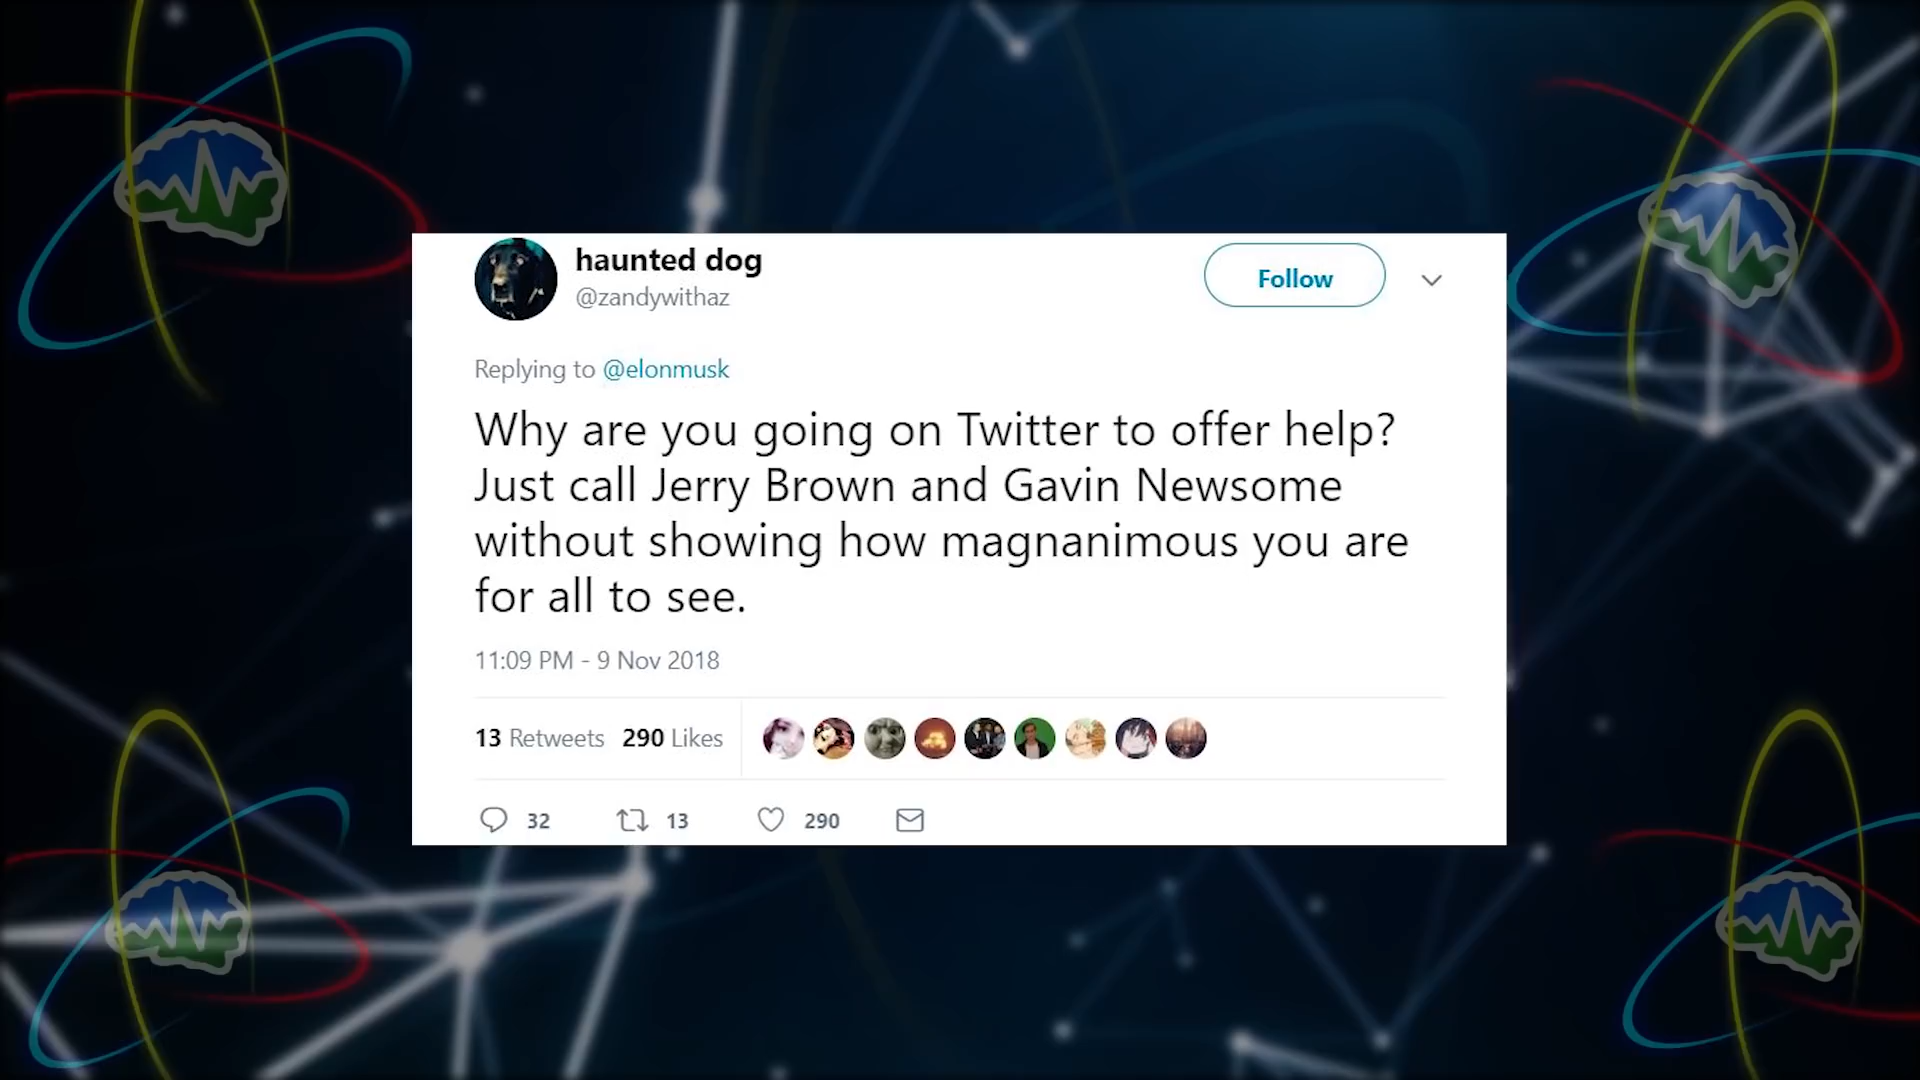 haunted dog
@zandywithaz
Follow
Replying to @elonmusk
Why are you going on Twitter to offer help?
Just call Jerry Brown and Gavin Newsome
without showing how magnanimous you are
for all to see.
11:09 PM - 9 Nov 2018
13 Retweets 290 Likes
32 13 290